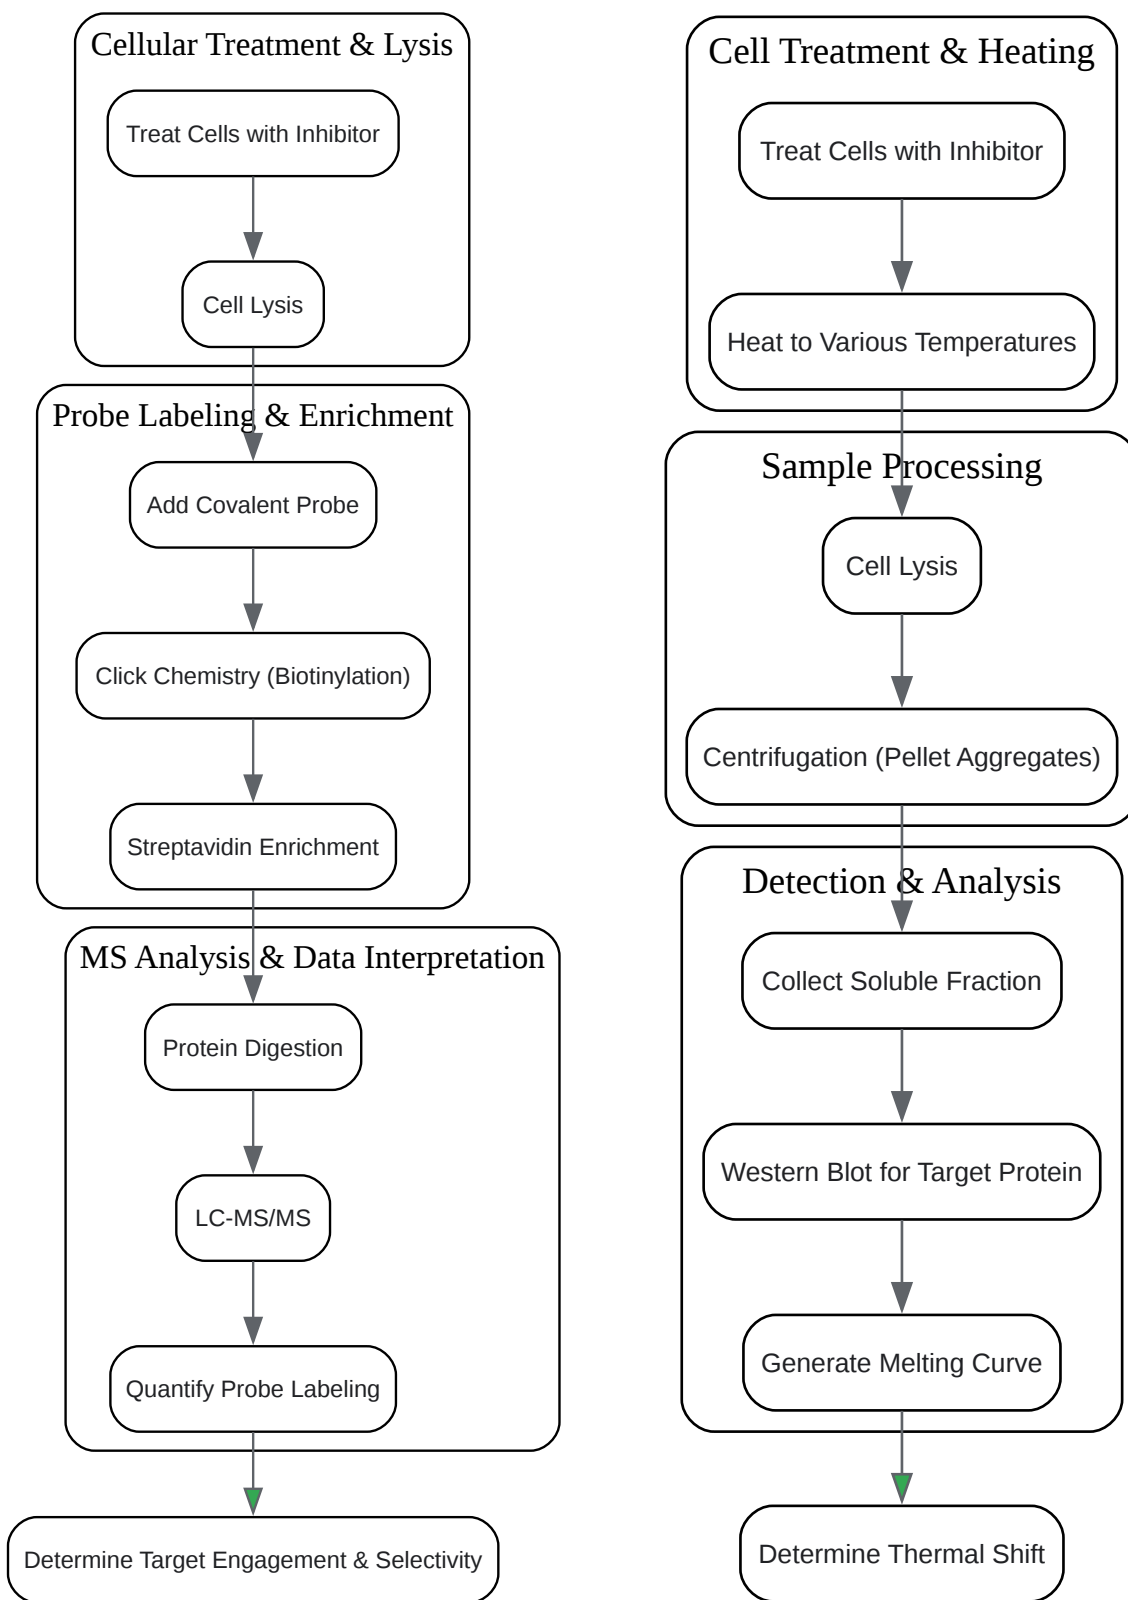 Cellular Treatment & Lysis
Treat Cells with Inhibitor
Cell Lysis
Probe Labeling & Enrichment
Add Covalent Probe
Click Chemistry (Biotinylation)
Streptavidin Enrichment
MS Analysis & Data Interpretation
Protein Digestion
LC-MS/MS
Quantify Probe Labeling
Determine Target Engagement & Selectivity
Cell Treatment & Heating
Treat Cells with Inhibitor
Heat to Various Temperatures
Sample Processing
Cell Lysis
Centrifugation (Pellet Aggregates)
Detection & Analysis
Collect Soluble Fraction
Western Blot for Target Protein
Generate Melting Curve
Determine Thermal Shift